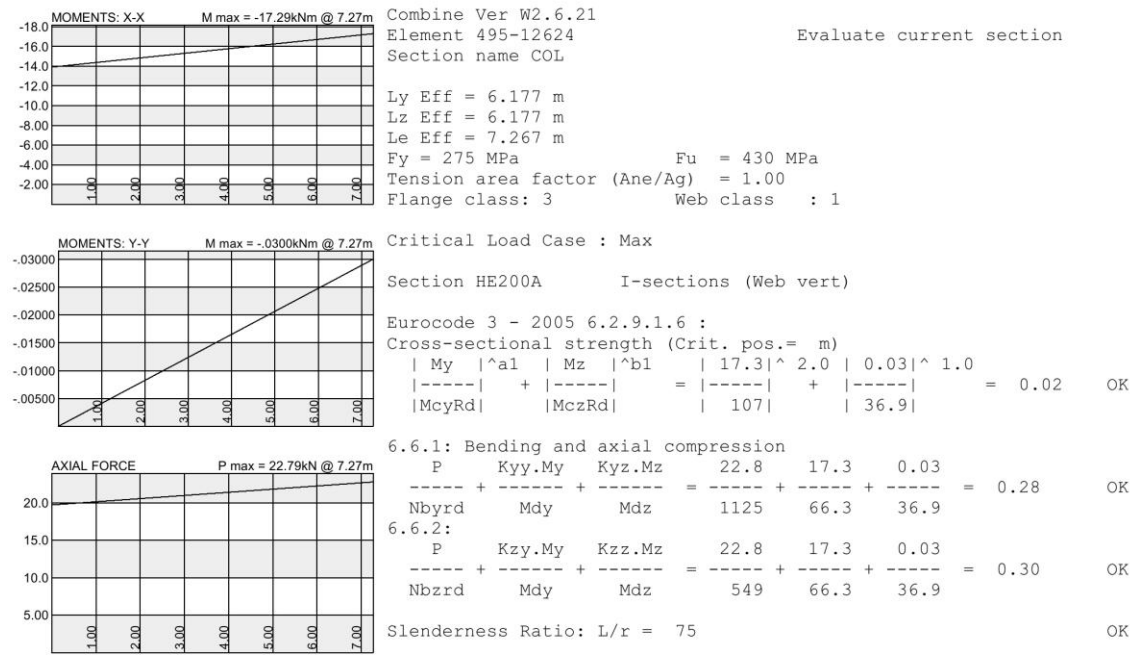 MOMENTS: X-X M max = -17.29kNm @ 7.27m
-18.0
-16.0
-14.0
-12.0
-10.0
-8.00
-6.00
-4.00
-2.00
1.00 2.00 3.00 4.00 5.00 6.00 7.00
MOMENTS: Y-Y M max = -.0300kNm @ 7.27m
-.03000
-.02500
-.02000
-.01500
-.01000
-.00500
1.00 2.00 3.00 4.00 5.00 6.00 7.00
AXIAL FORCE P max = 22.79kN @ 7.27m
20.0
15.0
10.0
5.00
1.00 2.00 3.00 4.00 5.00 6.00 7.00
Combine Ver W2.6.21
Element 495-12624 Evaluate current section
Section name COL
Ly Eff = 6.177 m
Lz Eff = 6.177 m
Le Eff = 7.267 m
Fy = 275 MPa Fu = 430 MPa
Tension area factor (Ane/Ag) = 1.00
Flange class: 3 Web class : 1
Critical Load Case : Max
Section HE200A I-sections (Web vert)
Eurocode 3 - 2005 6.2.9.1.6 :
Cross-sectional strength (Crit. pos.= m)
| My |^a1 | Mz |^b1 | 17.3|^ 2.0 | 0.03|^ 1.0
|-----| + |-----| = |-----| + |-----| = 0.02 OK
|McyRd| |MczRd| | 107| | 36.9|
6.6.1: Bending and axial compression
P Kyy.My Kyz.Mz 22.8 17.3 0.03
----- + ------ + ------ = ----- + ----- + ----- = 0.28 OK
Nbyrd Mdy Mdz 1125 66.3 36.9
6.6.2:
P Kzy.My Kzz.Mz 22.8 17.3 0.03
----- + ------ + ------ = ----- + ----- + ----- = 0.30 OK
Nbzrd Mdy Mdz 549 66.3 36.9
Slenderness Ratio: L/r = 75 OK